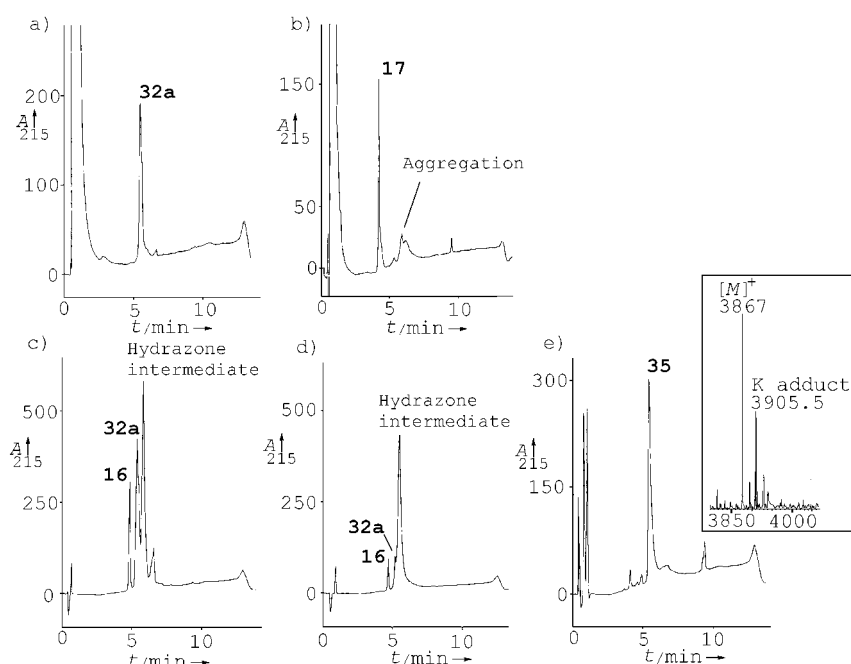 a)
32a
200
A↑
215
100
0
0
5
10
t/min →
b)
17
150
A↑
215
Aggregation
50
0
0
5
10
t/min →
c)
Hydrazone
intermediate
500
32a
A↑
215
16
250
0
0
5
10
t/min →
d)
Hydrazone
intermediate
500
A↑
215
250
32a
16
0
0
5
10
t/min →
e)
35
300
A↑
215
150
0
0
5
10
t/min →
[M]+
3867
K adduct
3905.5
3850 4000